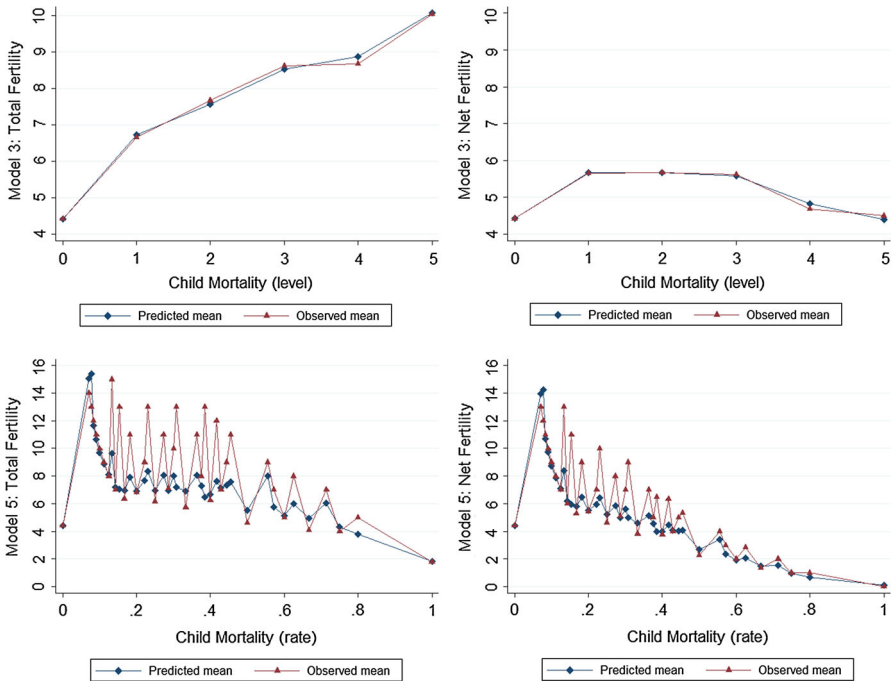 Model 3: Total Fertility
10
9
8
7
6
5
4
0 1 2 3 4 5
Child Mortality (level)
Predicted mean Observed mean
Model 3: Net Fertility
10
9
8
7
6
5
4
0 1 2 3 4 5
Child Mortality (level)
Predicted mean Observed mean
Model 5: Total Fertility
16
14
12
10
8
6
4
2
0
0 .2 .4 .6 .8 1
Child Mortality (rate)
Predicted mean Observed mean
Model 5: Net Fertility
16
14
12
10
8
6
4
2
0
0 .2 .4 .6 .8 1
Child Mortality (rate)
Predicted mean Observed mean